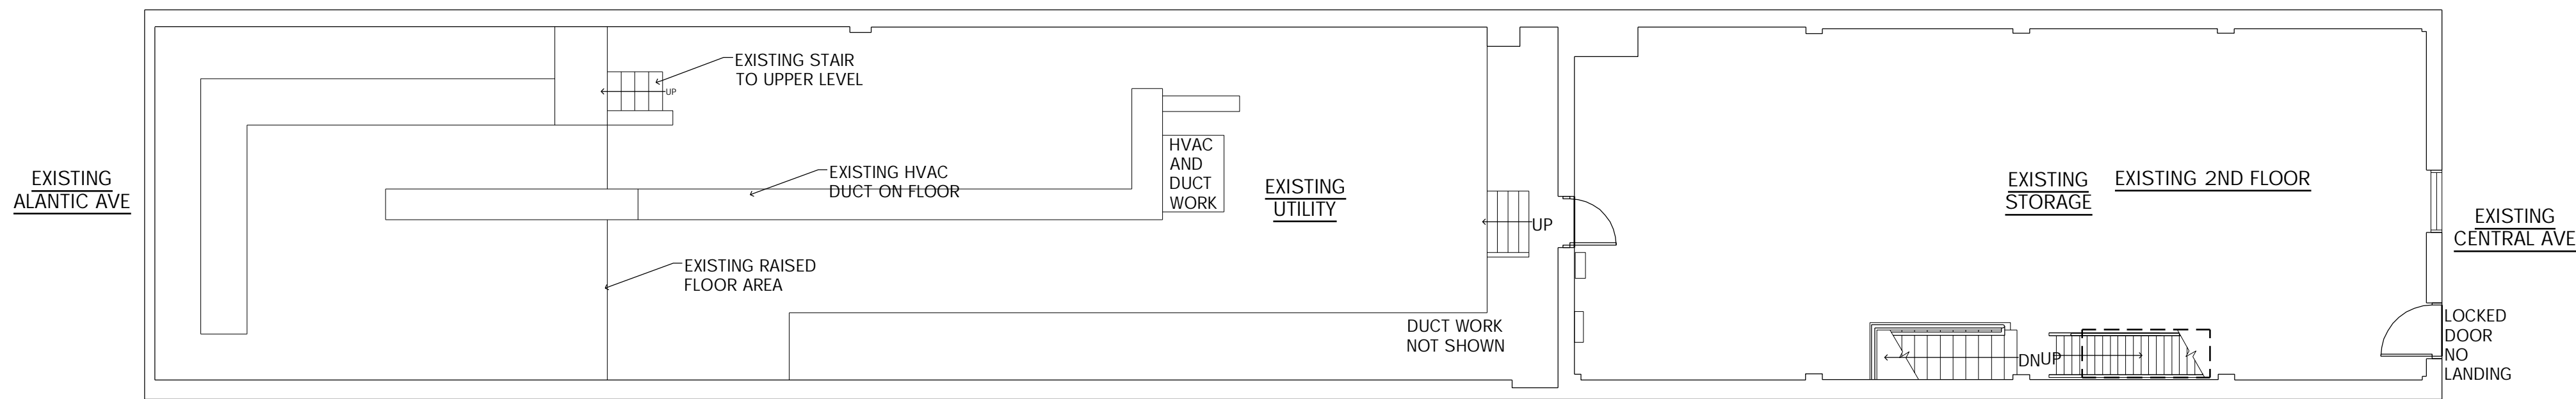 EXISTING
ALANTIC AVE
EXISTING STAIR
TO UPPER LEVEL
UP
EXISTING HVAC
DUCT ON FLOOR
EXISTING RAISED
FLOOR AREA
HVAC
AND
DUCT
WORK
EXISTING
UTILITY
UP
DUCT WORK
NOT SHOWN
EXISTING
STORAGE
EXISTING 2ND FLOOR
DN
UP
EXISTING
CENTRAL AVE
LOCKED
DOOR
NO
LANDING